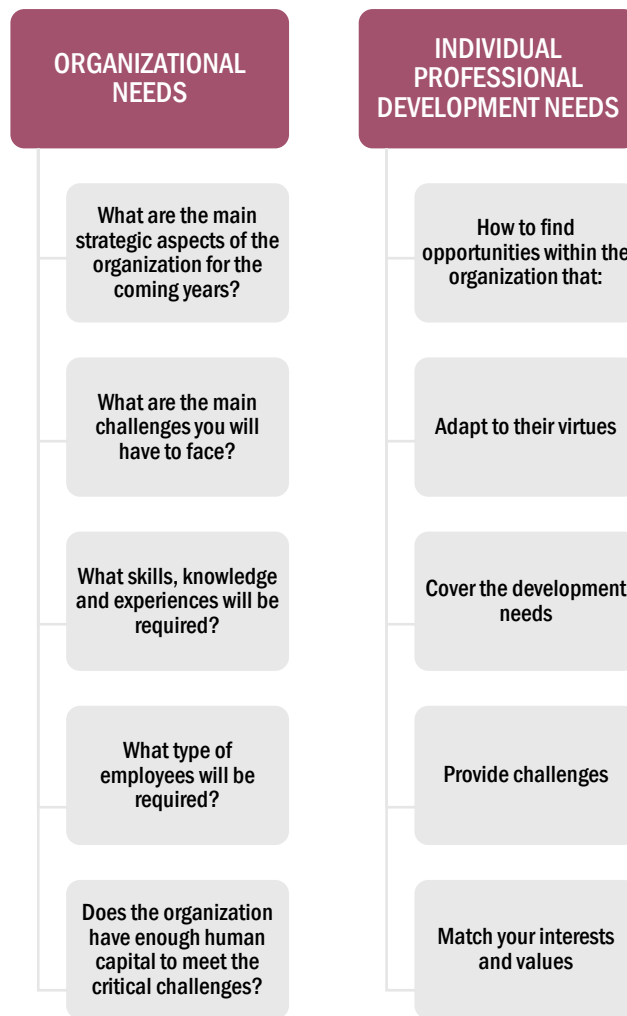 ORGANIZATIONAL
NEEDS
What are the main
strategic aspects of the
organization for the
coming years?
What are the main
challenges you will
have to face?
What skills, knowledge
and experiences will be
required?
What type of
employees will be
required?
Does the organization
have enough human
capital to meet the
critical challenges?
INDIVIDUAL
PROFESSIONAL
DEVELOPMENT NEEDS
How to find
opportunities within the
organization that:
Adapt to their virtues
Cover the development
needs
Provide challenges
Match your interests
and values